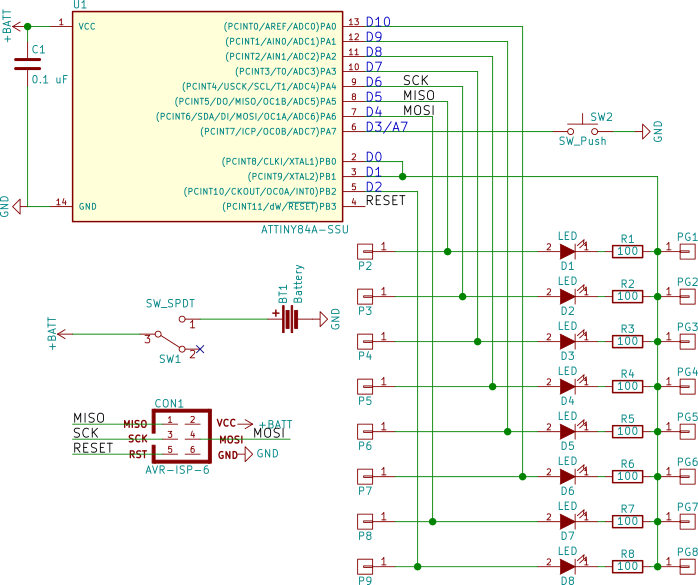 U1
+BATT
1 VCC
C1
0.1 uF
GND
14 GND
(PCINT0/AREF/ADC0)PA0 13 D10
(PCINT1/AIN0/ADC1)PA1 12 D9
(PCINT2/AIN1/ADC2)PA2 11 D8
(PCINT3/T0/ADC3)PA3 10 D7
(PCINT4/USCK/SCL/T1/ADC4)PA4 9 D6 SCK
(PCINT5/DO/MISO/OC1B/ADC5)PA5 8 D5 MISO
(PCINT6/SDA/DI/MOSI/OC1A/ADC6)PA6 7 D4 MOSI
(PCINT7/ICP/OC0B/ADC7)PA7 6 D3/A7
(PCINT8/CLKI/XTAL1)PB0 2 D0
(PCINT9/XTAL2)PB1 3 D1
(PCINT10/CKOUT/OC0A/INT0)PB2 5 D2
(PCINT11/dW/RESET)PB3 4 RESET
ATTINY84A-SSU
SW2
SW_Push
GND
P2 1 2 LED 1 D1 R1 100 1 PG1
P3 1 2 LED 1 D2 R2 100 1 PG2
P4 1 2 LED 1 D3 R3 100 1 PG3
P5 1 2 LED 1 D4 R4 100 1 PG4
P6 1 2 LED 1 D5 R5 100 1 PG5
P7 1 2 LED 1 D6 R6 100 1 PG6
P8 1 2 LED 1 D7 R7 100 1 PG7
P9 1 2 LED 1 D8 R8 100 1 PG8
SW_SPDT
1
+BATT
3
SW1 2
BT1
Battery
+
GND
CON1
MISO MISO 1 2 VCC +BATT
SCK SCK 3 4 MOSI MOSI
RESET RST 5 6 GND GND
AVR-ISP-6